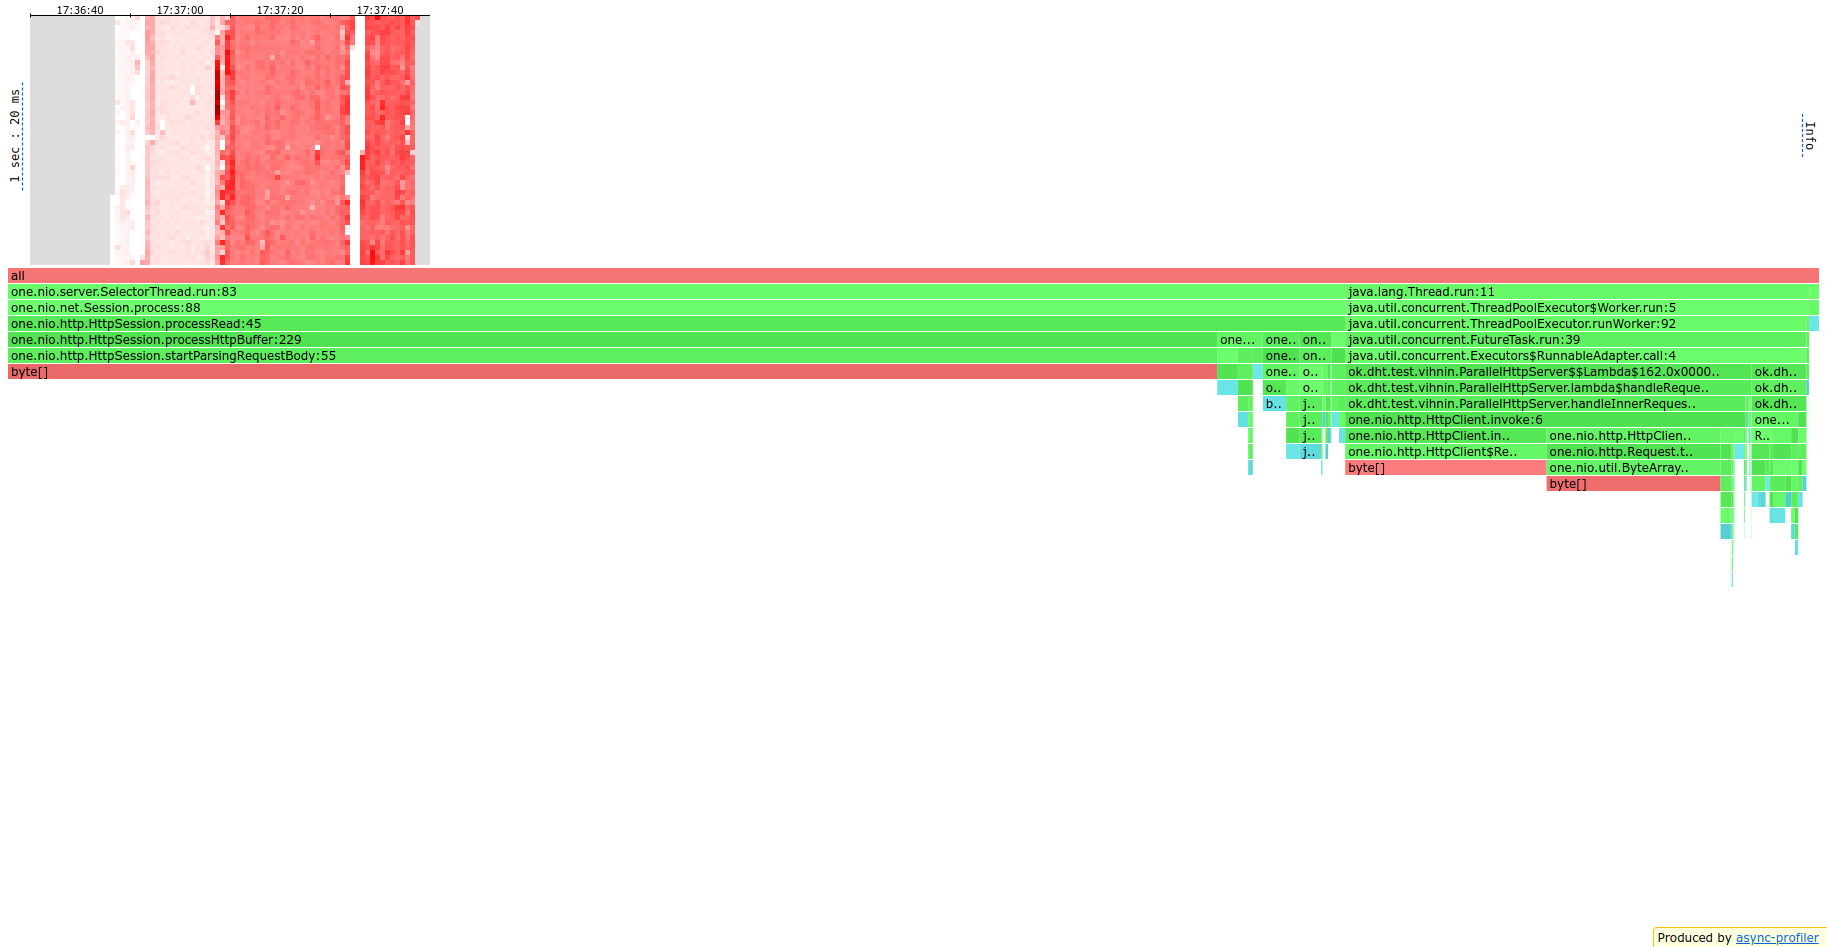 17:36:40 17:37:00 17:37:20 17:37:40
1 sec : 20 ms
Info
all
one.nio.server.SelectorThread.run:83 java.lang.Thread.run:11
one.nio.net.Session.process:88 java.util.concurrent.ThreadPoolExecutor$Worker.run:5
one.nio.http.HttpSession.processRead:45 java.util.concurrent.ThreadPoolExecutor.runWorker:92
one.nio.http.HttpSession.processHttpBuffer:229 one... one.. on.. java.util.concurrent.FutureTask.run:39
one.nio.http.HttpSession.startParsingRequestBody:55 one.. on.. java.util.concurrent.Executors$RunnableAdapter.call:4
byte[] one.. o.. ok.dht.test.vihnin.ParallelHttpServer$$Lambda$162.0x0000.. ok.dh..
o.. o.. ok.dht.test.vihnin.ParallelHttpServer.lambda$handleReque.. ok.dh..
b.. j.. ok.dht.test.vihnin.ParallelHttpServer.handleInnerReques.. ok.dh..
j.. one.nio.http.HttpClient.invoke:6 one...
j.. one.nio.http.HttpClient.in.. one.nio.http.HttpClien.. R..
j.. one.nio.http.HttpClient$Re.. one.nio.http.Request.t..
byte[] one.nio.util.ByteArray..
byte[]
Produced by async-profiler